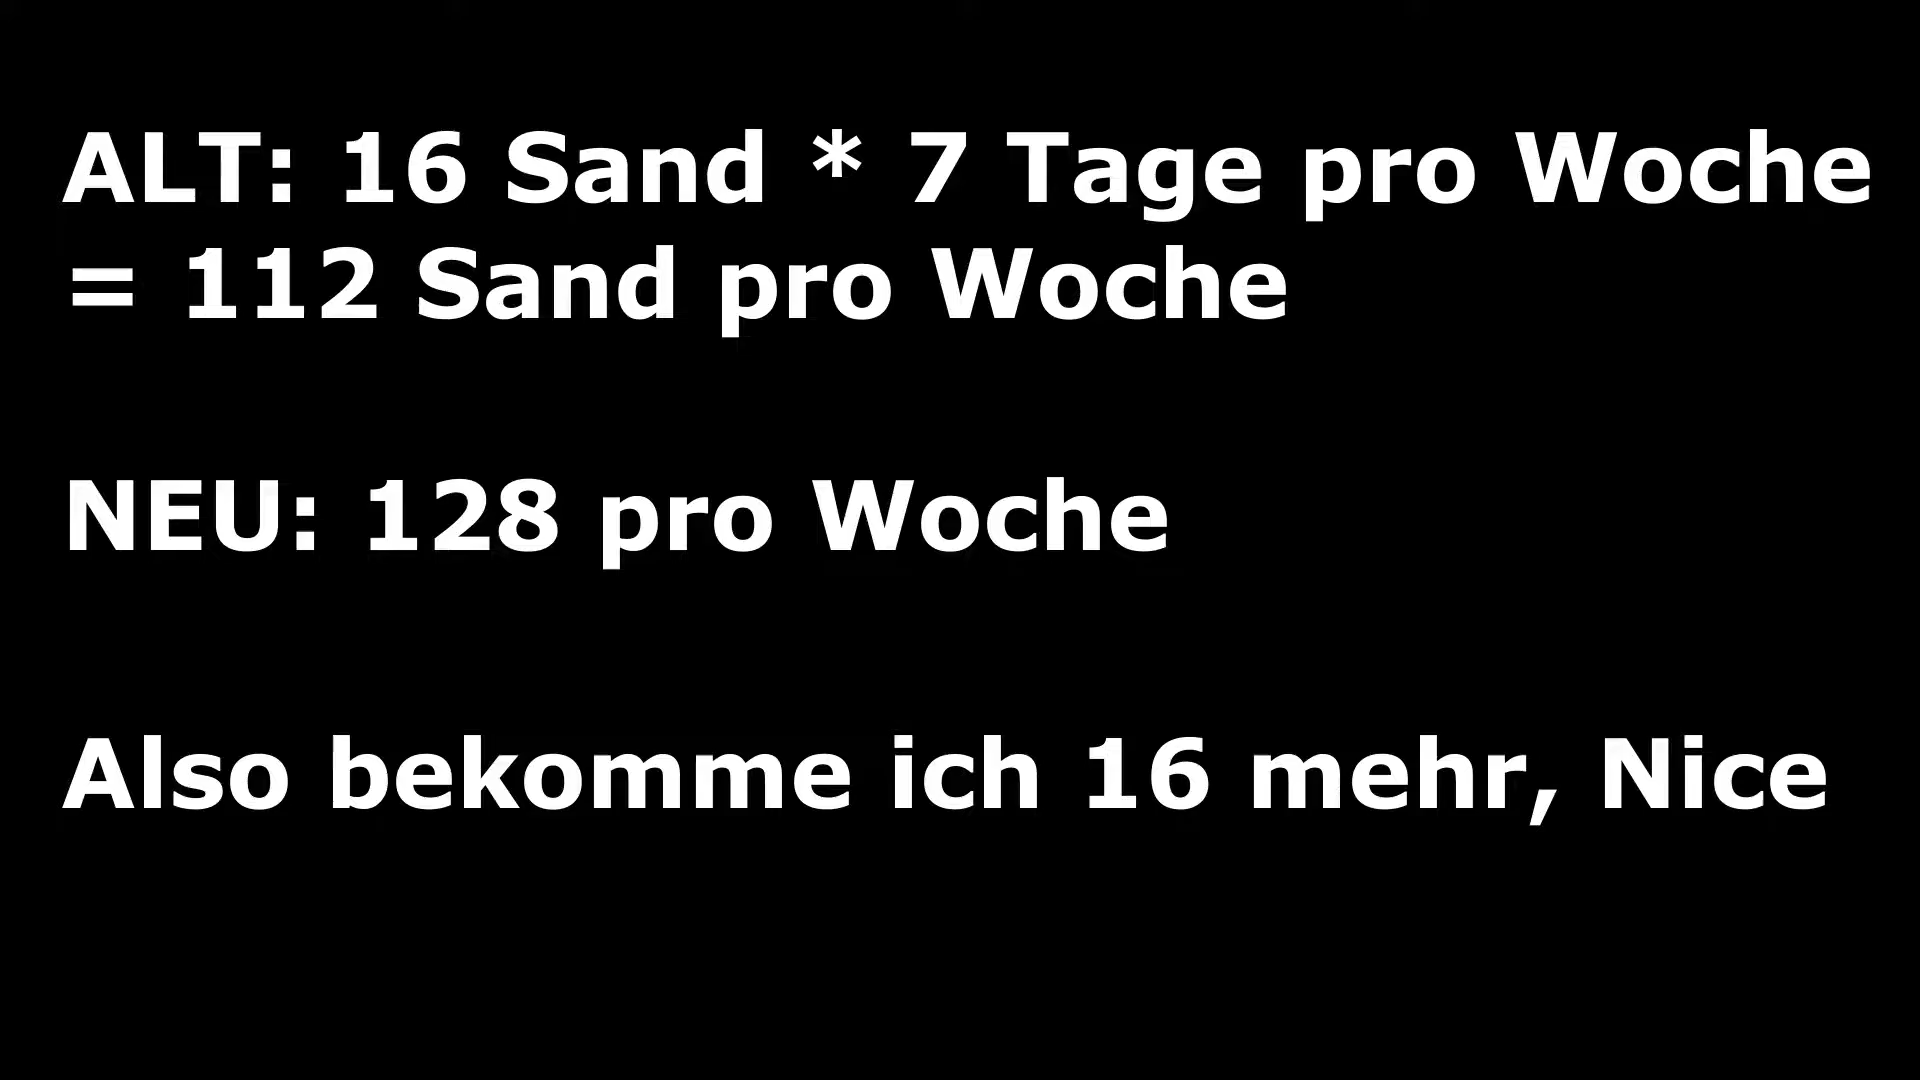 ALT: 16 Sand * 7 Tage pro Woche
= 112 Sand pro Woche
NEU: 128 pro Woche
Also bekomme ich 16 mehr, Nice